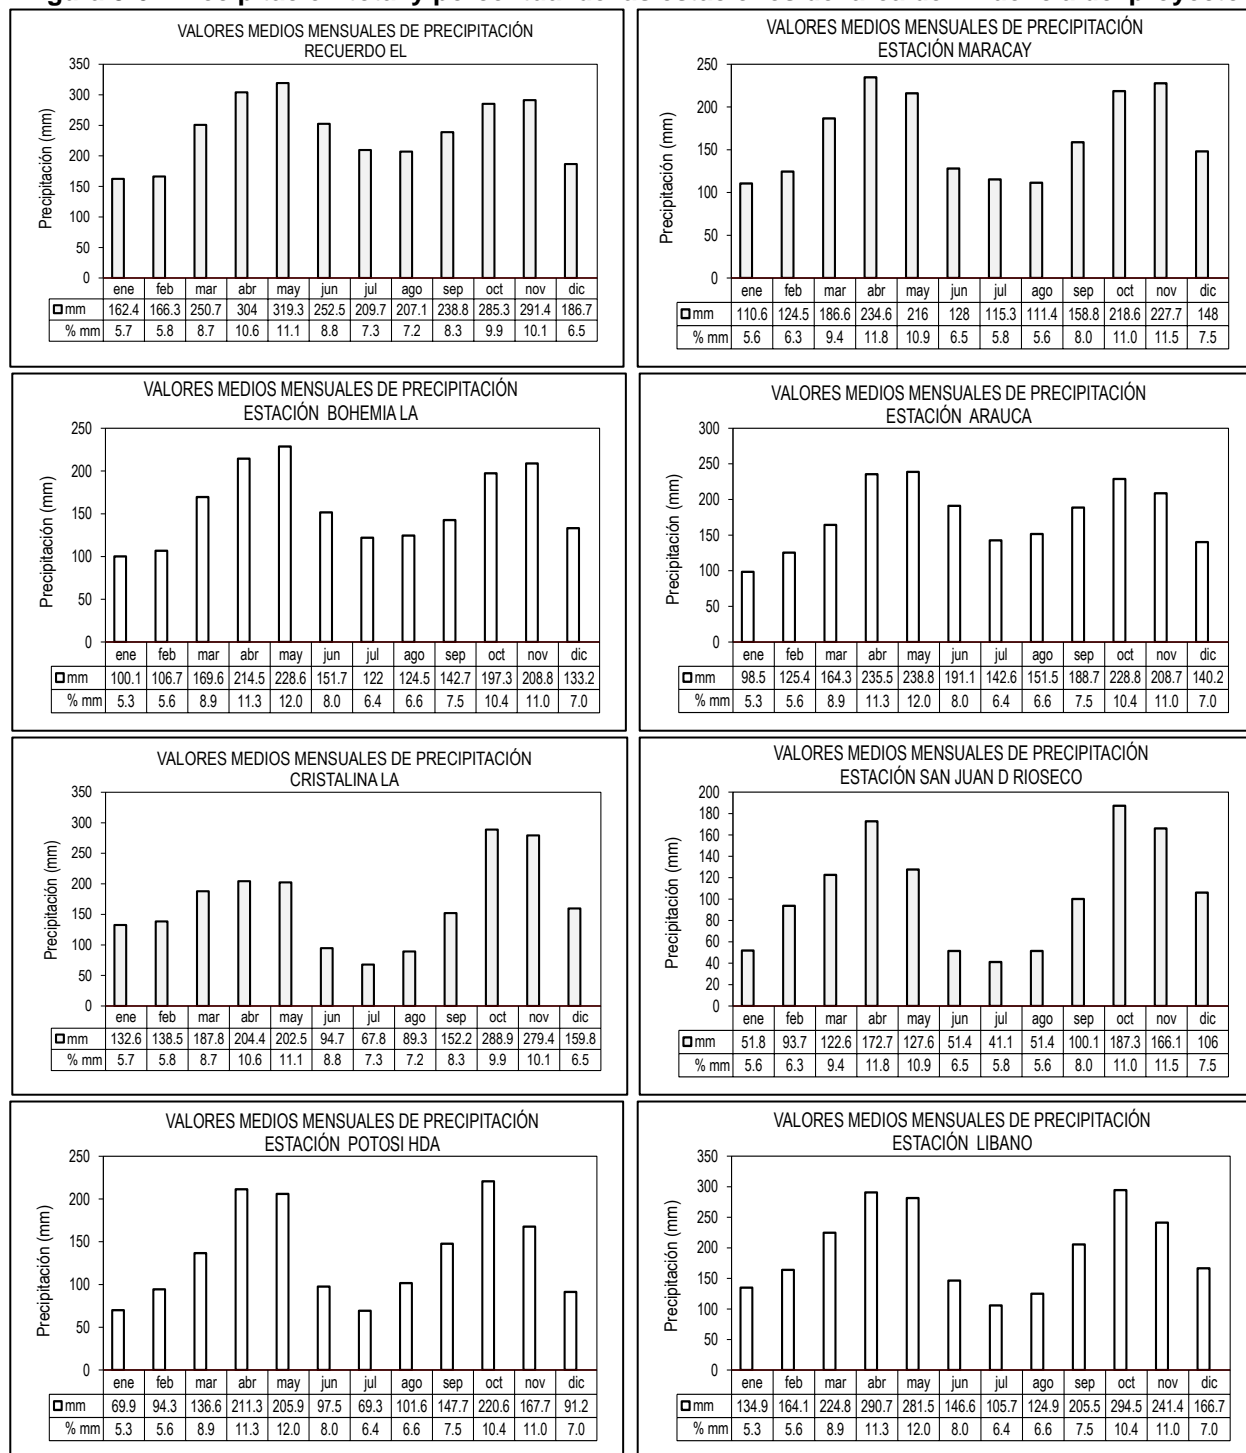 VALORES MEDIOS MENSUALES DE PRECIPITACIÓN
RECUERDO EL
Precipitación (mm)
350
300
250
200
150
100
50
0
ene feb mar abr may jun jul ago sep oct nov dic
mm 162.4 166.3 250.7 304 319.3 252.5 209.7 207.1 238.8 285.3 291.4 186.7
% mm 5.7 5.8 8.7 10.6 11.1 8.8 7.3 7.2 8.3 9.9 10.1 6.5
VALORES MEDIOS MENSUALES DE PRECIPITACIÓN
ESTACIÓN MARACAY
Precipitación (mm)
250
200
150
100
50
0
ene feb mar abr may jun jul ago sep oct nov dic
mm 110.6 124.5 186.6 234.6 216 128 115.3 111.4 158.8 218.6 227.7 148
% mm 5.6 6.3 9.4 11.8 10.9 6.5 5.8 5.6 8.0 11.0 11.5 7.5
VALORES MEDIOS MENSUALES DE PRECIPITACIÓN
ESTACIÓN BOHEMIA LA
Precipitación (mm)
250
200
150
100
50
0
ene feb mar abr may jun jul ago sep oct nov dic
mm 100.1 106.7 169.6 214.5 228.6 151.7 122 124.5 142.7 197.3 208.8 133.2
% mm 5.3 5.6 8.9 11.3 12.0 8.0 6.4 6.6 7.5 10.4 11.0 7.0
VALORES MEDIOS MENSUALES DE PRECIPITACIÓN
ESTACIÓN ARAUCA
Precipitación (mm)
300
250
200
150
100
50
0
ene feb mar abr may jun jul ago sep oct nov dic
mm 98.5 125.4 164.3 235.5 238.8 191.1 142.6 151.5 188.7 228.8 208.7 140.2
% mm 5.3 5.6 8.9 11.3 12.0 8.0 6.4 6.6 7.5 10.4 11.0 7.0
VALORES MEDIOS MENSUALES DE PRECIPITACIÓN
CRISTALINA LA
Precipitación (mm)
350
300
250
200
150
100
50
0
ene feb mar abr may jun jul ago sep oct nov dic
mm 132.6 138.5 187.8 204.4 202.5 94.7 67.8 89.3 152.2 288.9 279.4 159.8
% mm 5.7 5.8 8.7 10.6 11.1 8.8 7.3 7.2 8.3 9.9 10.1 6.5
VALORES MEDIOS MENSUALES DE PRECIPITACIÓN
ESTACIÓN SAN JUAN D RIOSECO
Precipitación (mm)
200
180
160
140
120
100
80
60
40
20
0
ene feb mar abr may jun jul ago sep oct nov dic
mm 51.8 93.7 122.6 172.7 127.6 51.4 41.1 51.4 100.1 187.3 166.1 106
% mm 5.6 6.3 9.4 11.8 10.9 6.5 5.8 5.6 8.0 11.0 11.5 7.5
VALORES MEDIOS MENSUALES DE PRECIPITACIÓN
ESTACIÓN POTOSI HDA
Precipitación (mm)
250
200
150
100
50
0
ene feb mar abr may jun jul ago sep oct nov dic
mm 69.9 94.3 136.6 211.3 205.9 97.5 69.3 101.6 147.7 220.6 167.7 91.2
% mm 5.3 5.6 8.9 11.3 12.0 8.0 6.4 6.6 7.5 10.4 11.0 7.0
VALORES MEDIOS MENSUALES DE PRECIPITACIÓN
ESTACIÓN LIBANO
Precipitación (mm)
350
300
250
200
150
100
50
0
ene feb mar abr may jun jul ago sep oct nov dic
mm 134.9 164.1 224.8 290.7 281.5 146.6 105.7 124.9 205.5 294.5 241.4 166.7
% mm 5.3 5.6 8.9 11.3 12.0 8.0 6.4 6.6 7.5 10.4 11.0 7.0